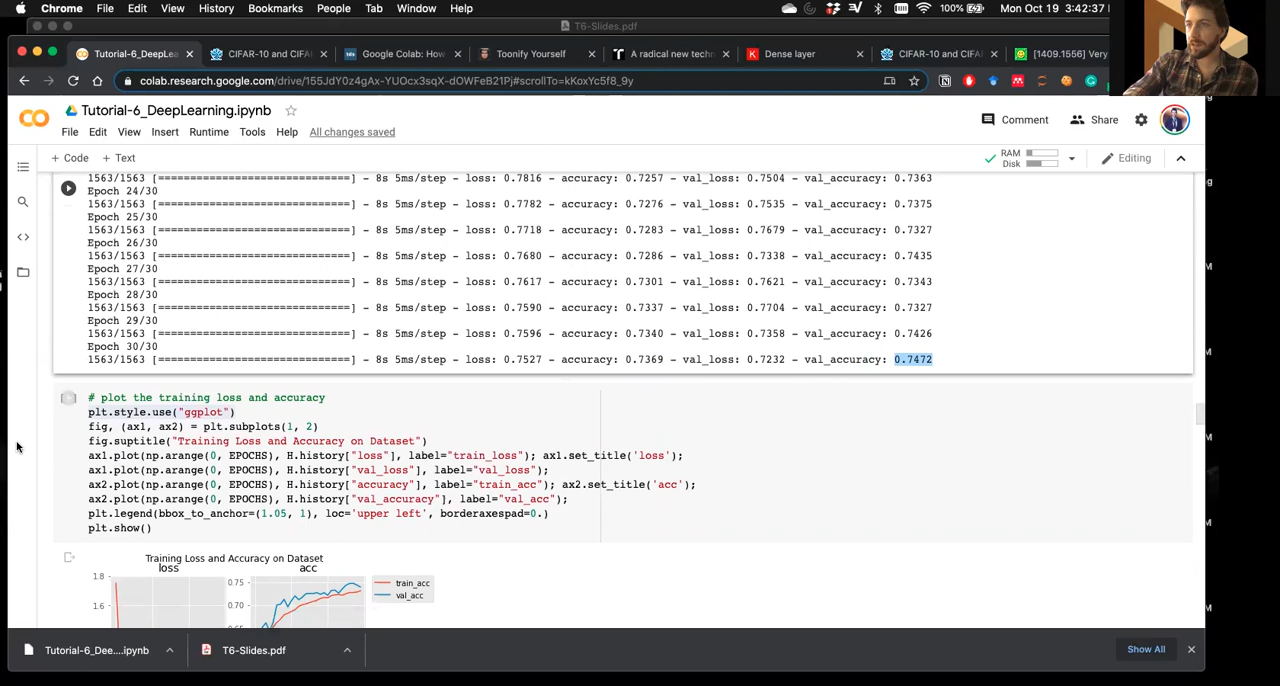 Chrome File Edit View History Bookmarks People Tab Window Help 100% Mon Oct 19 3:42:37
T6-Slides.pdf
Tutorial-6_DeepLea CIFAR-10 and CIFA Google Colab: How Toonify Yourself A radical new techn Dense layer CIFAR-10 and CIFA [1409.1556] Very
colab.research.google.com/drive/155JdY0z4gAx-YUOcx3sqX-dOWFeB21Pj#scrollTo=kKoxYc5f8_9y
Tutorial-6_DeepLearning.ipynb
Comment Share
File Edit View Insert Runtime Tools Help All changes saved
+ Code + Text RAM Disk Editing
1563/1563 [==============================] - 8s 5ms/step - loss: 0.7816 - accuracy: 0.7257 - val_loss: 0.7504 - val_accuracy: 0.7363
Epoch 24/30
1563/1563 [==============================] - 8s 5ms/step - loss: 0.7782 - accuracy: 0.7276 - val_loss: 0.7535 - val_accuracy: 0.7375
Epoch 25/30
1563/1563 [==============================] - 8s 5ms/step - loss: 0.7718 - accuracy: 0.7283 - val_loss: 0.7679 - val_accuracy: 0.7327
Epoch 26/30
1563/1563 [==============================] - 8s 5ms/step - loss: 0.7680 - accuracy: 0.7286 - val_loss: 0.7338 - val_accuracy: 0.7435
Epoch 27/30
1563/1563 [==============================] - 8s 5ms/step - loss: 0.7617 - accuracy: 0.7301 - val_loss: 0.7621 - val_accuracy: 0.7343
Epoch 28/30
1563/1563 [==============================] - 8s 5ms/step - loss: 0.7590 - accuracy: 0.7337 - val_loss: 0.7704 - val_accuracy: 0.7327
Epoch 29/30
1563/1563 [==============================] - 8s 5ms/step - loss: 0.7596 - accuracy: 0.7340 - val_loss: 0.7358 - val_accuracy: 0.7426
Epoch 30/30
1563/1563 [==============================] - 8s 5ms/step - loss: 0.7527 - accuracy: 0.7369 - val_loss: 0.7232 - val_accuracy: 0.7472
# plot the training loss and accuracy
plt.style.use("ggplot")
fig, (ax1, ax2) = plt.subplots(1, 2)
fig.suptitle("Training Loss and Accuracy on Dataset")
ax1.plot(np.arange(0, EPOCHS), H.history["loss"], label="train_loss"); ax1.set_title('loss');
ax1.plot(np.arange(0, EPOCHS), H.history["val_loss"], label="val_loss");
ax2.plot(np.arange(0, EPOCHS), H.history["accuracy"], label="train_acc"); ax2.set_title('acc');
ax2.plot(np.arange(0, EPOCHS), H.history["val_accuracy"], label="val_acc");
plt.legend(bbox_to_anchor=(1.05, 1), loc='upper left', borderaxespad=0.)
plt.show()
Training Loss and Accuracy on Dataset
loss acc
1.8 0.75 train_acc
val_acc
1.6 0.70
Tutorial-6_Dee....ipynb T6-Slides.pdf Show All